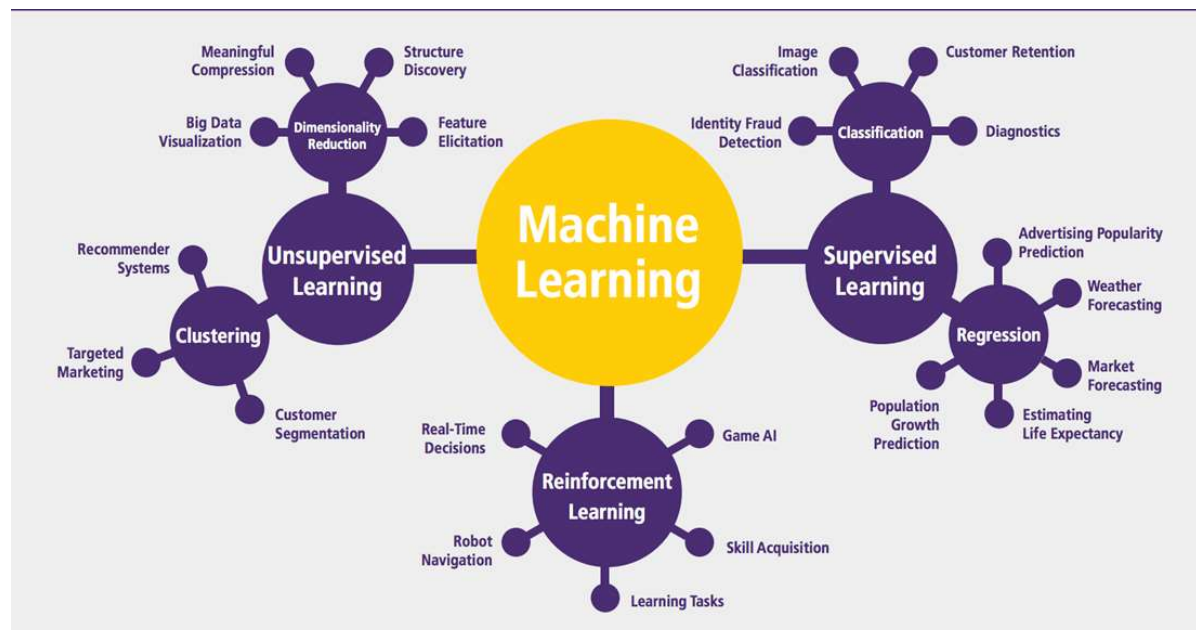 Meaningful
Compression
Structure
Discovery
Big Data
Visualization
Dimensionality
Reduction
Feature
Elicitation
Unsupervised
Learning
Recommender
Systems
Clustering
Targeted
Marketing
Customer
Segmentation
Machine
Learning
Image
Classification
Customer Retention
Identity Fraud
Detection
Classification
Diagnostics
Supervised
Learning
Advertising Popularity
Prediction
Weather
Forecasting
Regression
Market
Forecasting
Population
Growth
Prediction
Estimating
Life Expectancy
Real-Time
Decisions
Game AI
Reinforcement
Learning
Robot
Navigation
Skill Acquisition
Learning Tasks